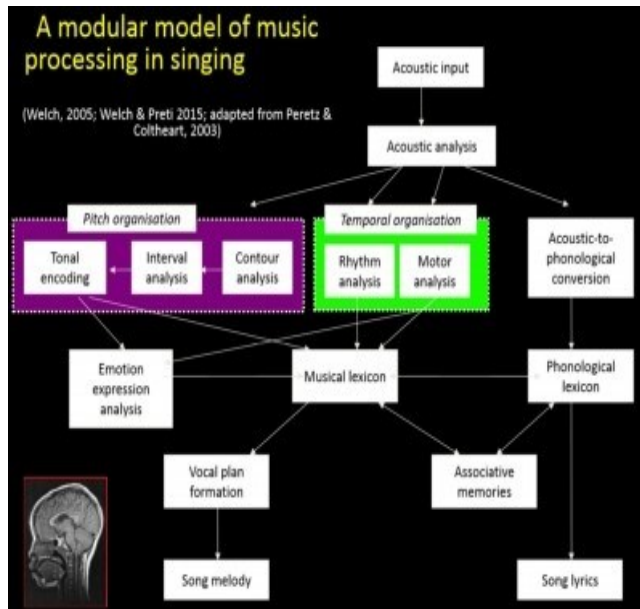 A modular model of music
processing in singing
(Welch, 2005; Welch & Preti 2015; adapted from Peretz &
Coltheart, 2003)
Acoustic input
Acoustic analysis
Pitch organisation
Temporal organisation
Tonal
encoding
Interval
analysis
Contour
analysis
Rhythm
analysis
Motor
analysis
Acoustic-to-
phonological
conversion
Emotion
expression
analysis
Musical lexicon
Phonological
lexicon
Vocal plan
formation
Associative
memories
Song melody
Song lyrics